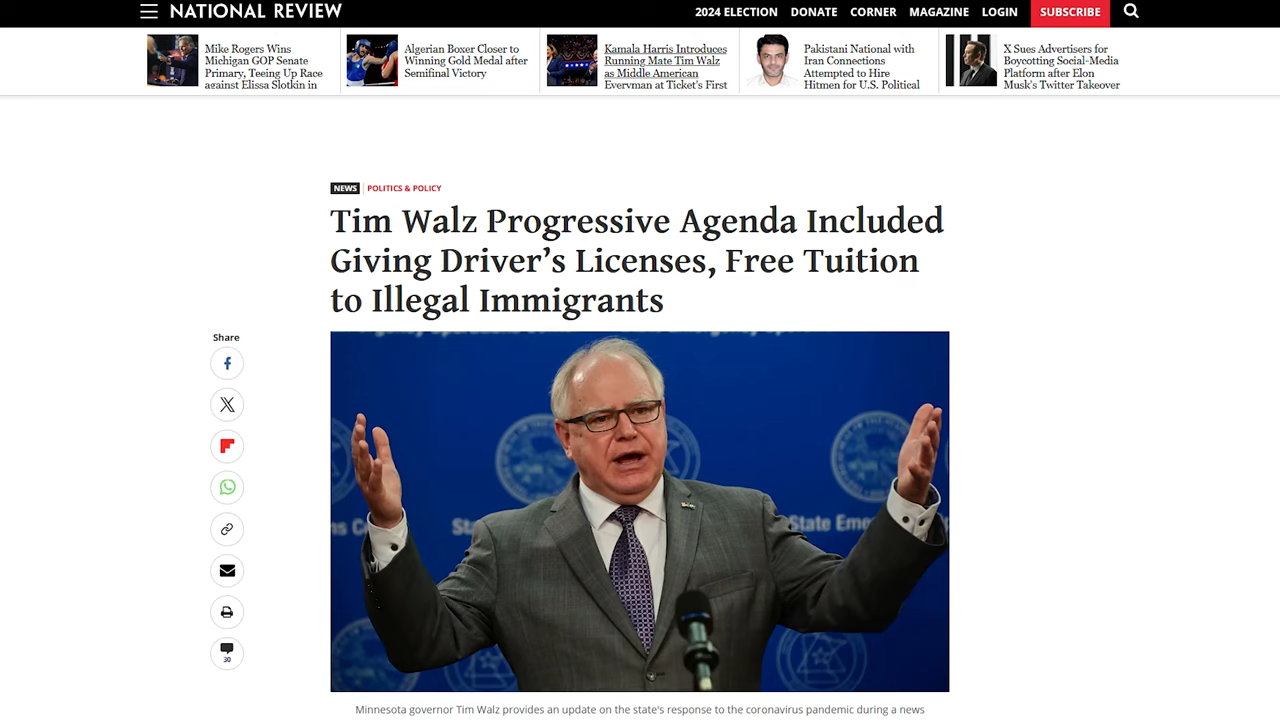 NATIONAL REVIEW
2024 ELECTION DONATE CORNER MAGAZINE LOGIN SUBSCRIBE
Mike Rogers Wins
Michigan GOP Senate
Primary, Teeing Up Race
against Elissa Slotkin in
Algerian Boxer Closer to
Winning Gold Medal after
Semifinal Victory
Kamala Harris Introduces
Running Mate Tim Walz
as Middle American
Everyman at Ticket's First
Pakistani National with
Iran Connections
Attempted to Hire
Hitmen for U.S. Political
X Sues Advertisers for
Boycotting Social-Media
Platform after Elon
Musk's Twitter Takeover
NEWS POLITICS & POLICY
Tim Walz Progressive Agenda Included
Giving Driver’s Licenses, Free Tuition
to Illegal Immigrants
Share
30
State Emer
Minnesota governor Tim Walz provides an update on the state's response to the coronavirus pandemic during a news